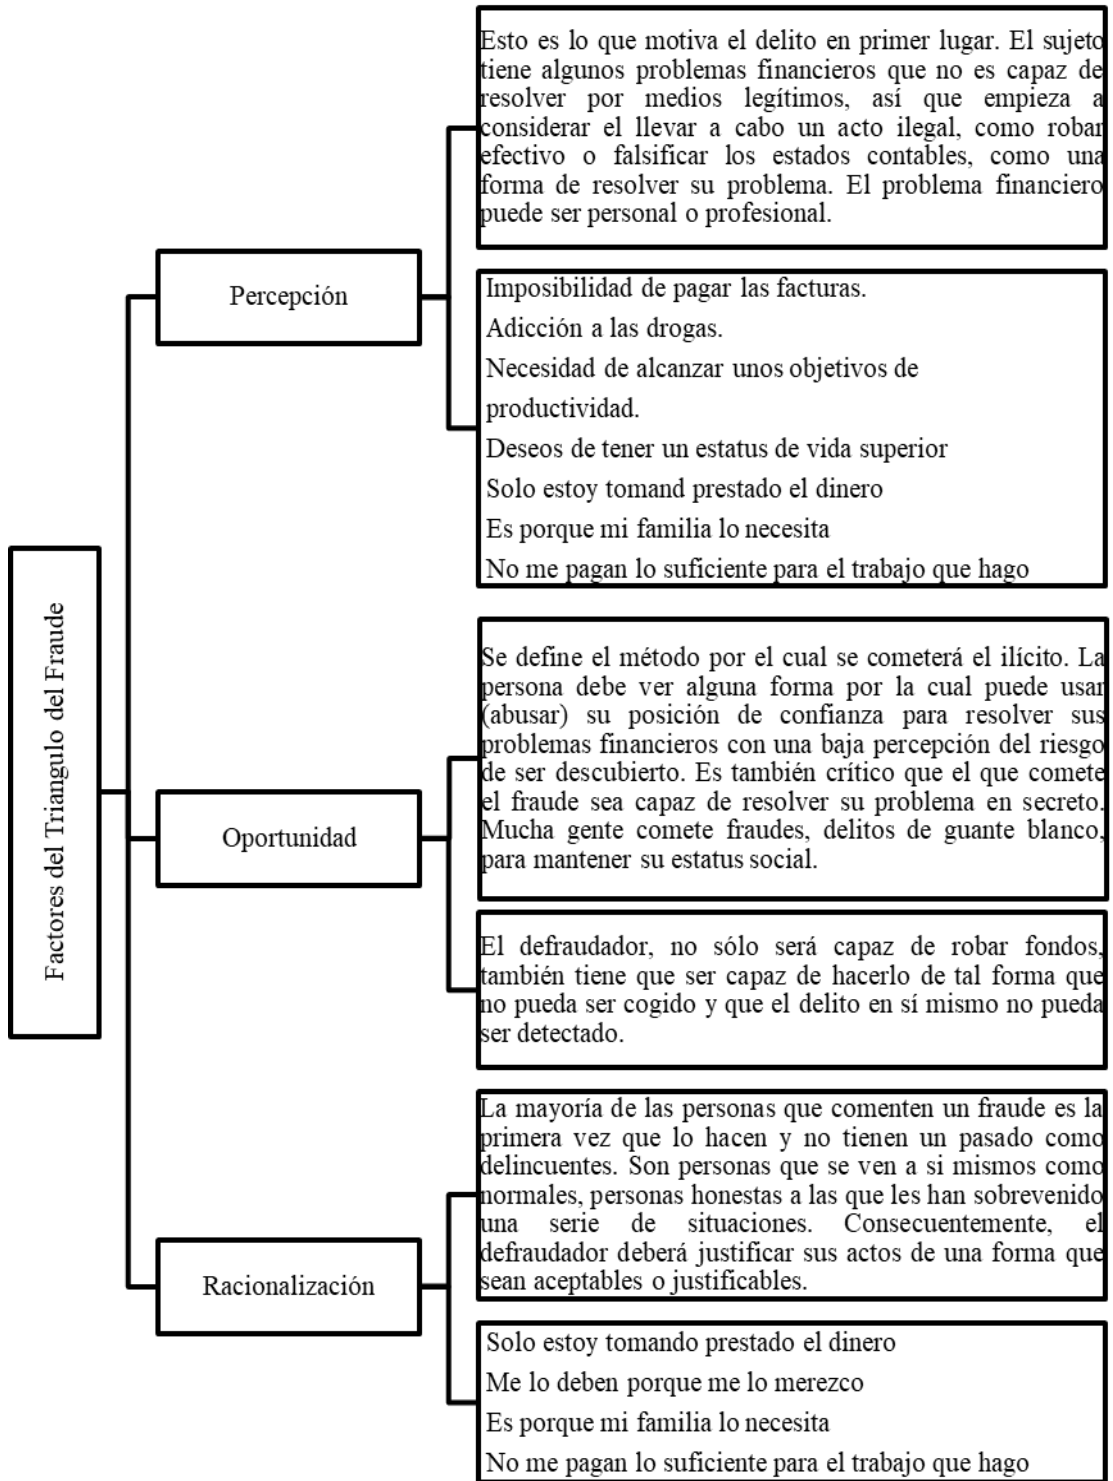 Factores del Triangulo del Fraude
Percepción
Esto es lo que motiva el delito en primer lugar. El sujeto
tiene algunos problemas financieros que no es capaz de
resolver por medios legítimos, así que empieza a
considerar el llevar a cabo un acto ilegal, como robar
efectivo o falsificar los estados contables, como una
forma de resolver su problema. El problema financiero
puede ser personal o profesional.
Imposibilidad de pagar las facturas.
Adicción a las drogas.
Necesidad de alcanzar unos objetivos de
productividad.
Deseos de tener un estatus de vida superior
Solo estoy tomand prestado el dinero
Es porque mi familia lo necesita
No me pagan lo suficiente para el trabajo que hago
Oportunidad
Se define el método por el cual se cometerá el ilícito. La
persona debe ver alguna forma por la cual puede usar
(abusar) su posición de confianza para resolver sus
problemas financieros con una baja percepción del riesgo
de ser descubierto. Es también crítico que el que comete
el fraude sea capaz de resolver su problema en secreto.
Mucha gente comete fraudes, delitos de guante blanco,
para mantener su estatus social.
El defraudador, no sólo será capaz de robar fondos,
también tiene que ser capaz de hacerlo de tal forma que
no pueda ser cogido y que el delito en sí mismo no pueda
ser detectado.
Racionalización
La mayoría de las personas que comenten un fraude es la
primera vez que lo hacen y no tienen un pasado como
delincuentes. Son personas que se ven a si mismos como
normales, personas honestas a las que les han sobrevenido
una serie de situaciones. Consecuentemente, el
defraudador deberá justificar sus actos de una forma que
sean aceptables o justificables.
Solo estoy tomando prestado el dinero
Me lo deben porque me lo merezco
Es porque mi familia lo necesita
No me pagan lo suficiente para el trabajo que hago